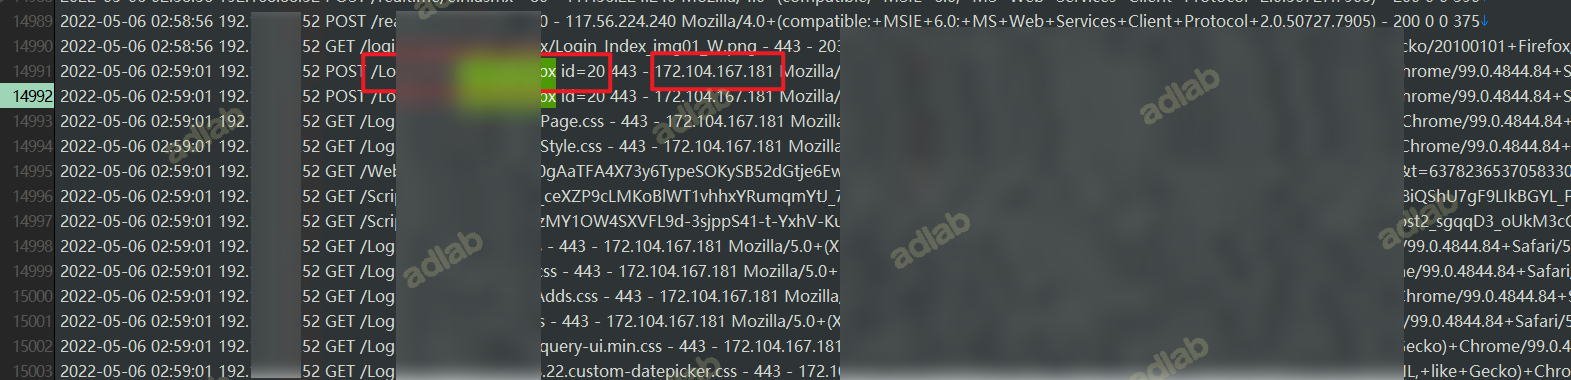 14989 2022-05-06 02:58:56 192. 52 POST /rea 0 - 117.56.224.240 Mozilla/4.0+(compatible:+MSIE+6.0;+MS+Web+Services+Client+Protocol+2.0.50727.7905) - 200 0 0 375↓
14990 2022-05-06 02:58:56 192. 52 GET /logi x/Login_Index_img01_W.png - 443 - 203 cko/20100101+Firefox/
14991 2022-05-06 02:59:01 192. 52 POST /Lo ox id=20 443 - 172.104.167.181 Mozilla/ Chrome/99.0.4844.84+S
14992 2022-05-06 02:59:01 192. 52 POST /Lo ox id=20 443 - 172.104.167.181 Mozilla/ Chrome/99.0.4844.84+S
14993 2022-05-06 02:59:01 192. 52 GET /Log Page.css - 443 - 172.104.167.181 Mozilla/5 Chrome/99.0.4844.84+
14994 2022-05-06 02:59:01 192. 52 GET /Log Style.css - 443 - 172.104.167.181 Mozilla/5 Chrome/99.0.4844.84+
14995 2022-05-06 02:59:01 192. 52 GET /Web 0gAaTFA4X73y6TypeSOKySB52dGtje6Ew &t=6378236537058330
14996 2022-05-06 02:59:01 192. 52 GET /Scrip _ceXZP9cLMKoBlWT1vhhxYRumqmYtJ_7 BiQShU7gF9LIkBGYL_F
14997 2022-05-06 02:59:01 192. 52 GET /Scrip zMY1OW4SXVFL9d-3sjppS41-t-YxhV-Ku ost2_sgqqD3_oUkM3c
14998 2022-05-06 02:59:01 192. 52 GET /Log - 443 - 172.104.167.181 Mozilla/5.0+(X 99.0.4844.84+Safari/
14999 2022-05-06 02:59:01 192. 52 GET /Log css - 443 - 172.104.167.181 Mozilla/5.0+ /99.0.4844.84+Safari/
15000 2022-05-06 02:59:01 192. 52 GET /Log Adds.css - 443 - 172.104.167.181 Mozilla/ Chrome/99.0.4844.84+
15001 2022-05-06 02:59:01 192. 52 GET /Log s - 443 - 172.104.167.181 Mozilla/5.0+(X /99.0.4844.84+Safari/5
15002 2022-05-06 02:59:01 192. 52 GET /Log query-ui.min.css - 443 - 172.104.167.181 Gecko)+Chrome/99.0.48
15003 2022-05-06 02:59:01 192. 52 GET /Log .22.custom-datepicker.css - 443 - 172.10 L,+like+Gecko)+Chrom
adlab
adlab
adlab
adlab
adlab
adlab
adlab